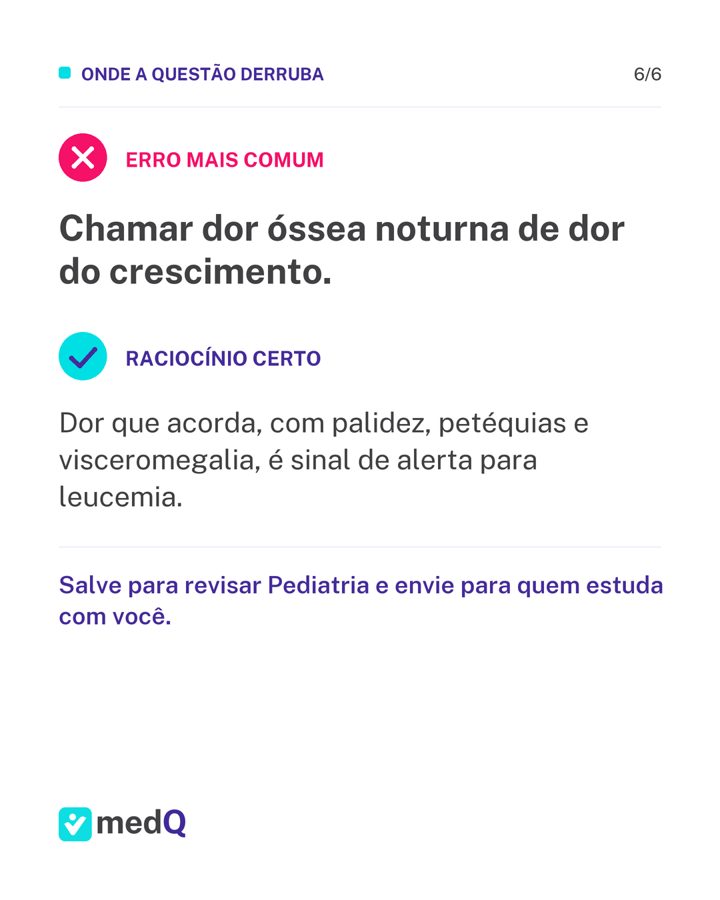 ONDE A QUESTÃO DERRUBA
6/6
ERRO MAIS COMUM
Chamar dor óssea noturna de dor
do crescimento.
RACIOCÍNIO CERTO
Dor que acorda, com palidez, petéquias e
visceromegalia, é sinal de alerta para
leucemia.
Salve para revisar Pediatria e envie para quem estuda
com você.
medQ